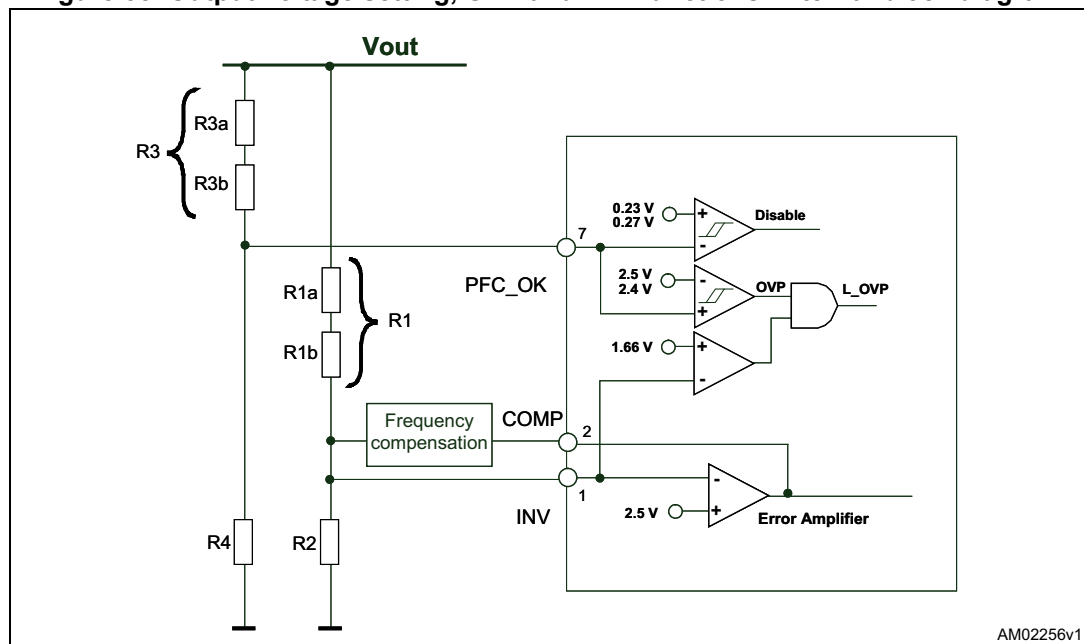 Vout
R3a
R3
R3b
0.23 V
0.27 V
+
-
Disable
7
PFC_OK
2.5 V
2.4 V
-
+
OVP
L_OVP
R1a
R1
R1b
1.66 V
+
-
Frequency
compensation
COMP
2
1
INV
-
+
2.5 V
Error Amplifier
R4
R2
AM02256v1